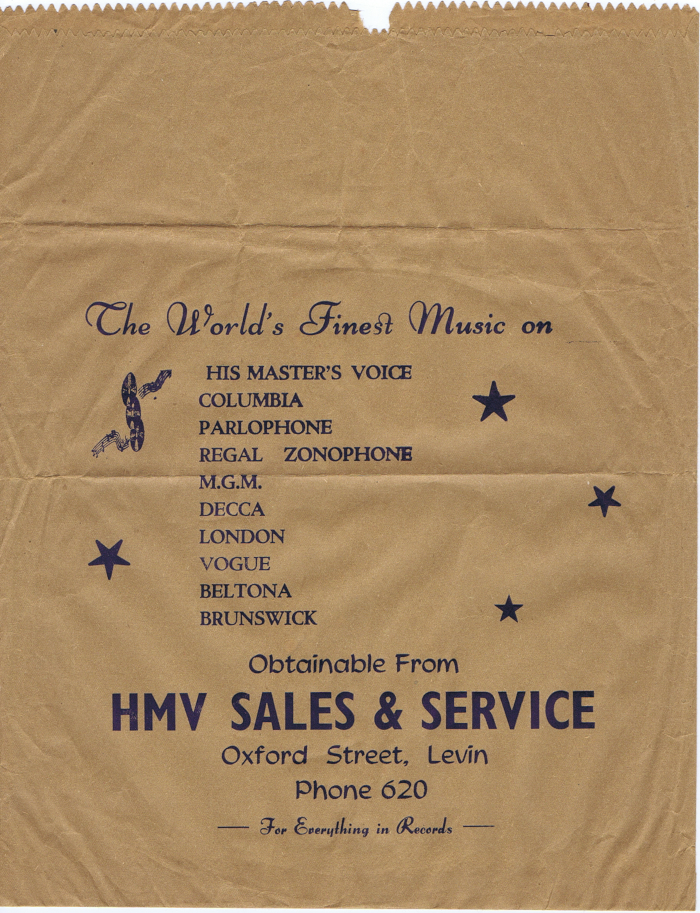 The World's Finest Music on
HIS MASTER'S VOICE
COLUMBIA
PARLOPHONE
REGAL ZONOPHONE
M.G.M.
DECCA
LONDON
VOGUE
BELTONA
BRUNSWICK
Obtainable From
HMV SALES & SERVICE
Oxford Street, Levin
Phone 620
— For Everything in Records —